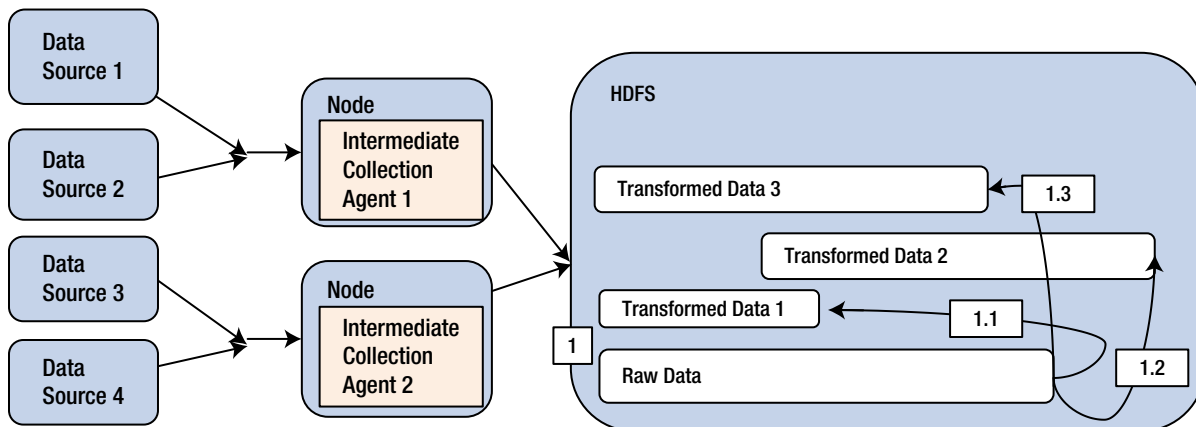 Data
Source 1
Data
Source 2
Data
Source 3
Data
Source 4
Node
Intermediate
Collection
Agent 1
Node
Intermediate
Collection
Agent 2
HDFS
Transformed Data 3
1.3
Transformed Data 2
Transformed Data 1
1.1
1
Raw Data
1.2